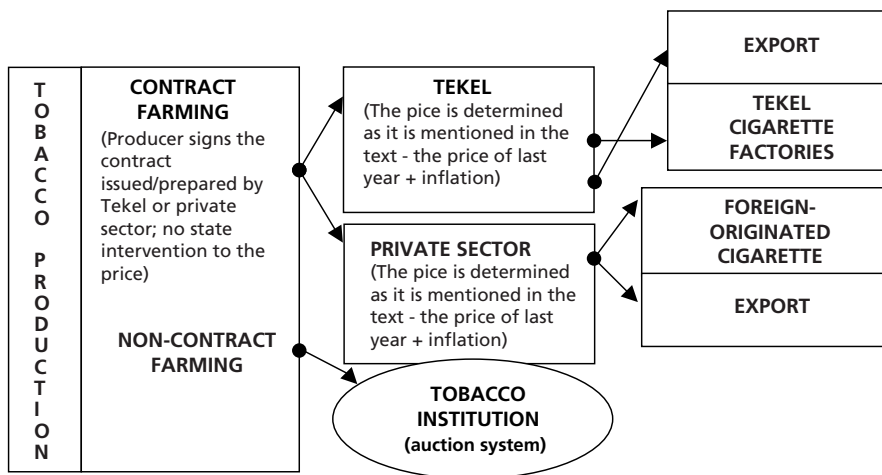 TOBACCO PRODUCTION
CONTRACT
FARMING
(Producer signs the
contract
issued/prepared by
Tekel or private
sector; no state
intervention to the
price)
NON-CONTRACT
FARMING
TEKEL
(The pice is determined
as it is mentioned in the
text - the price of last
year + inflation)
PRIVATE SECTOR
(The pice is determined
as it is mentioned in the
text - the price of last
year + inflation)
TOBACCO
INSTITUTION
(auction system)
EXPORT
TEKEL
CIGARETTE
FACTORIES
FOREIGN-
ORIGINATED
CIGARETTE
EXPORT